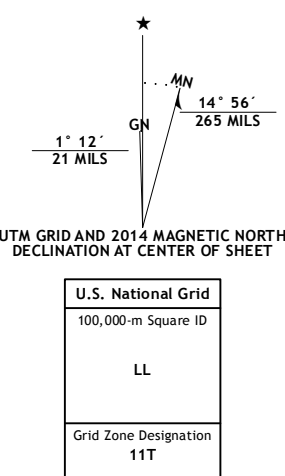 ★
MN
GN
14° 56´
265 MILS
1° 12´
21 MILS
UTM GRID AND 2014 MAGNETIC NORTH
DECLINATION AT CENTER OF SHEET
U.S. National Grid
100,000-m Square ID
LL
Grid Zone Designation
11T